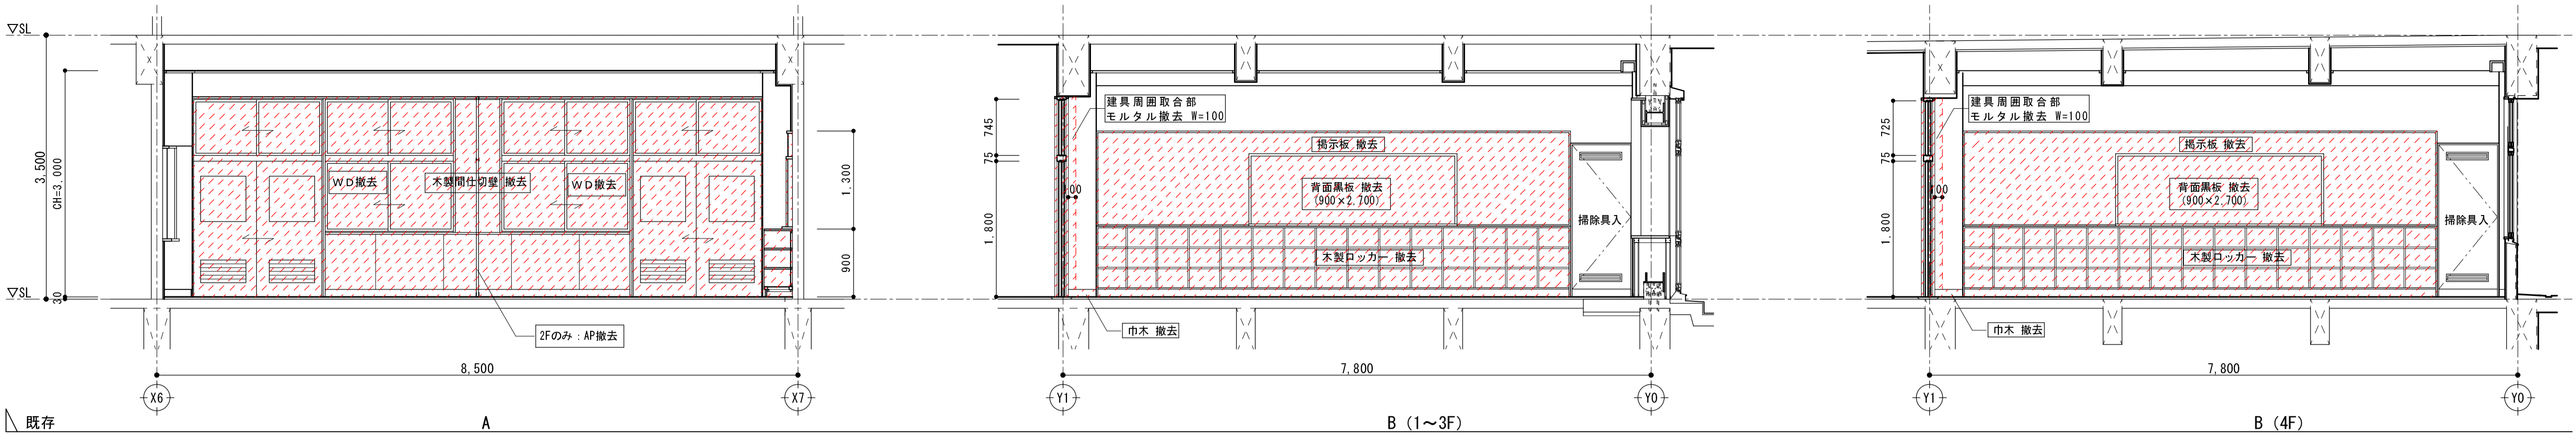 ▽SL
3,500
CH=3,000
30
▽SL
WD撤去
木製間仕切壁 撤去
WD撤去
1,300
900
2Fのみ：AP撤去
8,500
X6
X7
既存
A
建具周囲取合部
モルタル撤去 W=100
745
75
1,800
100
掲示板 撤去
背面黒板 撤去
(900×2,700)
木製ロッカー 撤去
掃除具入
巾木 撤去
7,800
Y1
Y0
B (1～3F)
建具周囲取合部
モルタル撤去 W=100
725
75
1,800
100
掲示板 撤去
背面黒板 撤去
(900×2,700)
木製ロッカー 撤去
掃除具入
巾木 撤去
7,800
Y1
Y0
B (4F)